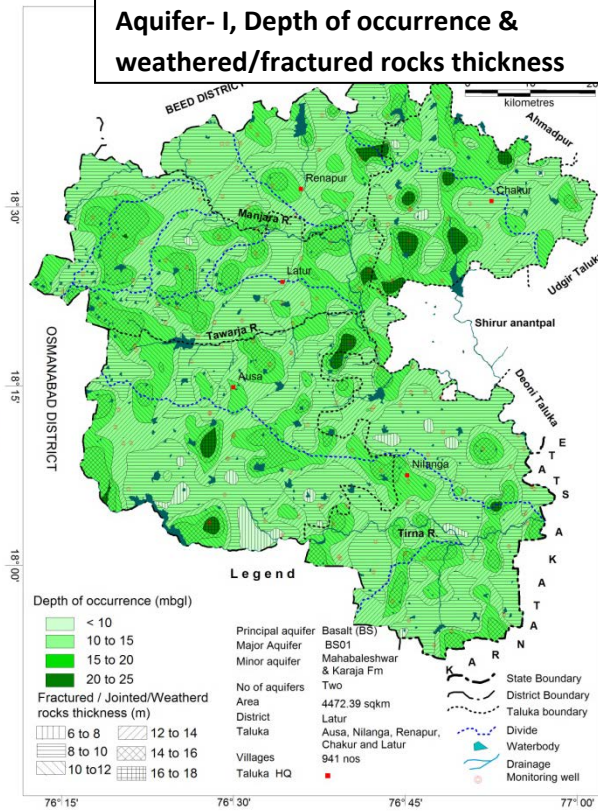 Aquifer- I, Depth of occurrence &
weathered/fractured rocks thickness
0 10 20
kilometres
BEED DISTRICT
Ahmadpur
Renapur
Chakur
18°30'
Manjara R.
Latur
Udgir Taluka
Shirur anantpal
Tawarja R
OSMANABAD DISTRICT
Ausa
18°15'
Deoni Taluka
Nilanga
KARNATAKA STATE
Tirna R.
18°00'
Legend
Depth of occurrence (mbgl)
< 10
10 to 15
15 to 20
20 to 25
Fractured / Jointed/Weatherd
rocks thickness (m)
6 to 8
8 to 10
10 to12
12 to 14
14 to 16
16 to 18
Principal aquifer Basalt (BS)
Major Aquifer BS01
Minor aquifer Mahabaleshwar
& Karaja Fm
No of aquifers Two
Area 4472.39 sqkm
District Latur
Taluka Ausa, Nilanga, Renapur,
Chakur and Latur
Villages 941 nos
Taluka HQ
State Boundary
District Boundary
Taluka boundary
Divide
Waterbody
Drainage
Monitoring well
76°15' 76°30' 76°45' 77°00'